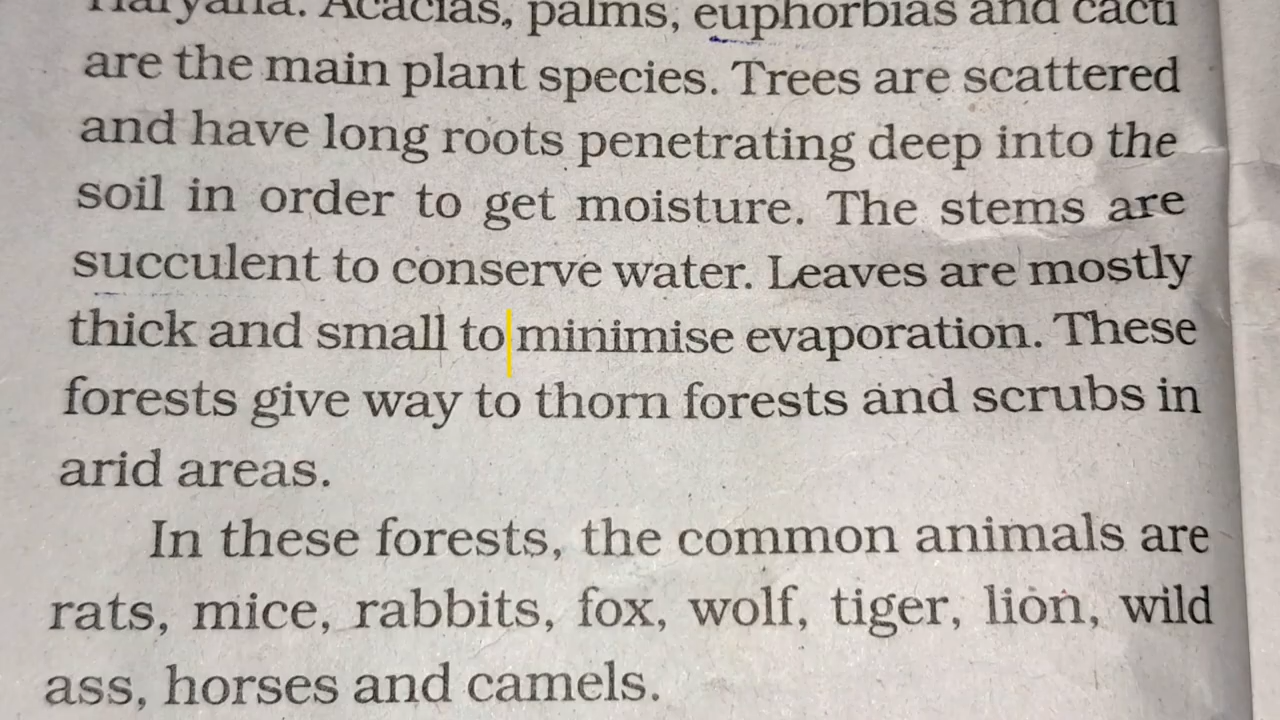 Haryana. Acacias, palms, euphorbias and cacti
are the main plant species. Trees are scattered
and have long roots penetrating deep into the
soil in order to get moisture. The stems are
succulent to conserve water. Leaves are mostly
thick and small to minimise evaporation. These
forests give way to thorn forests and scrubs in
arid areas.
In these forests, the common animals are
rats, mice, rabbits, fox, wolf, tiger, lion, wild
ass, horses and camels.